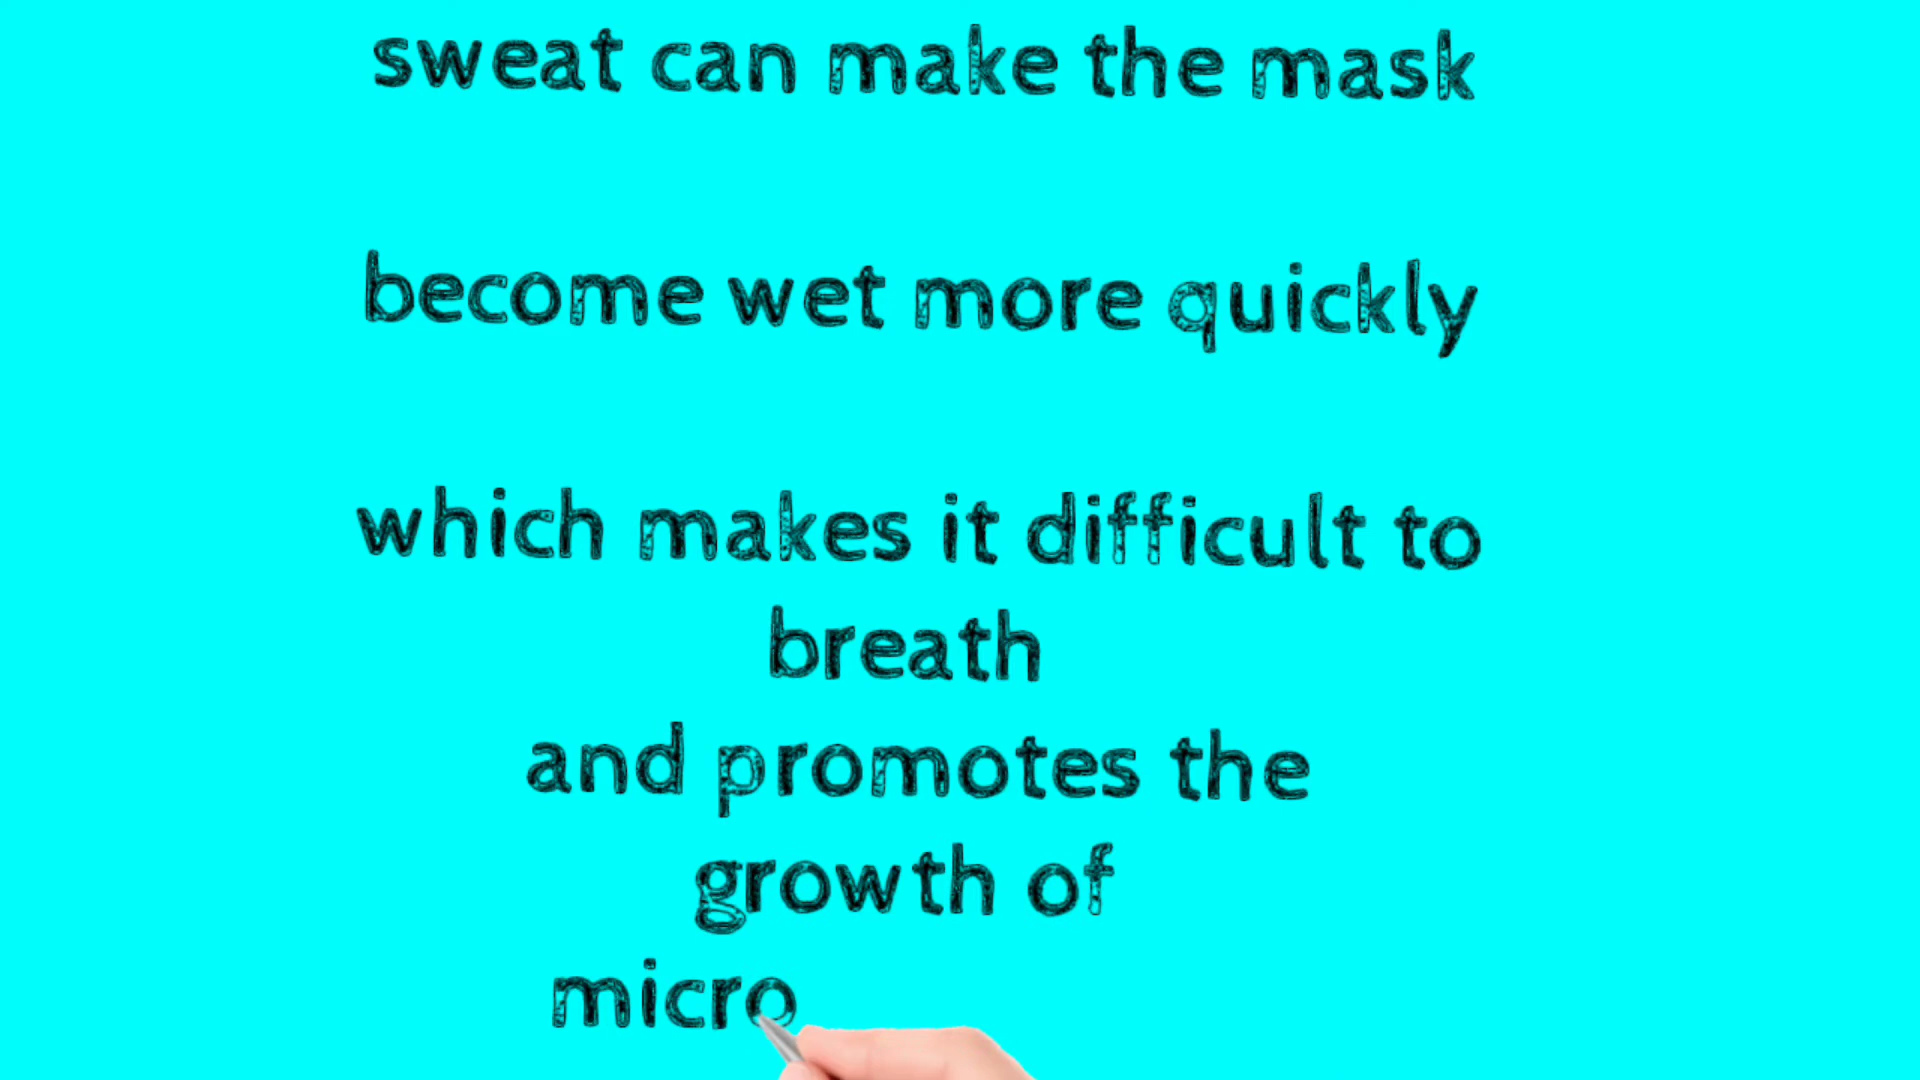 sweat can make the mask
become wet more quickly
which makes it difficult to
breath
and promotes the
growth of
micro